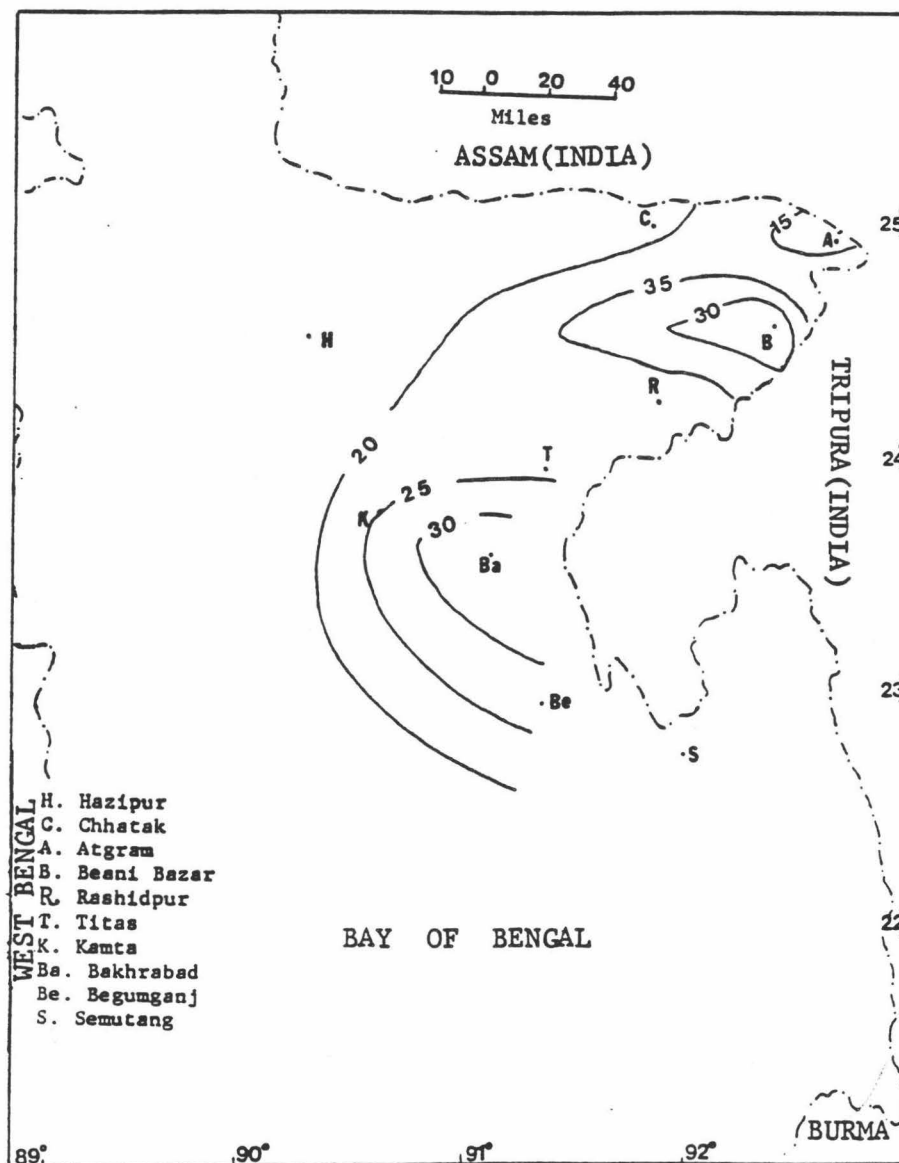 10 0 20 40
Miles
ASSAM(INDIA)
C.
25°
15
A.
35
30
H
B
TRIPURA(INDIA)
R
20
T
24
25
K
30
Ba
23
Be
S
WEST BENGAL
H. Hazipur
C. Chhatak
A. Atgram
B. Beani Bazar
R. Rashidpur
T. Titas
K. Kamta
Ba. Bakhrabad
Be. Begumganj
S. Semutang
22
BAY OF BENGAL
BURMA
89° 90° 91° 92°